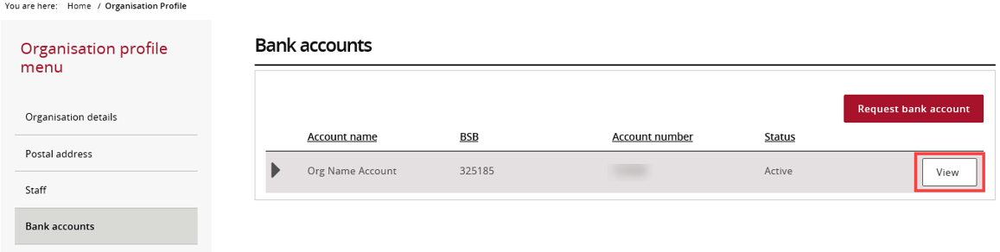 You are here: Home / Organisation Profile
Organisation profile
menu
Organisation details
Postal address
Staff
Bank accounts
Bank accounts
Request bank account
Account name BSB Account number Status
Org Name Account 325185 Active View